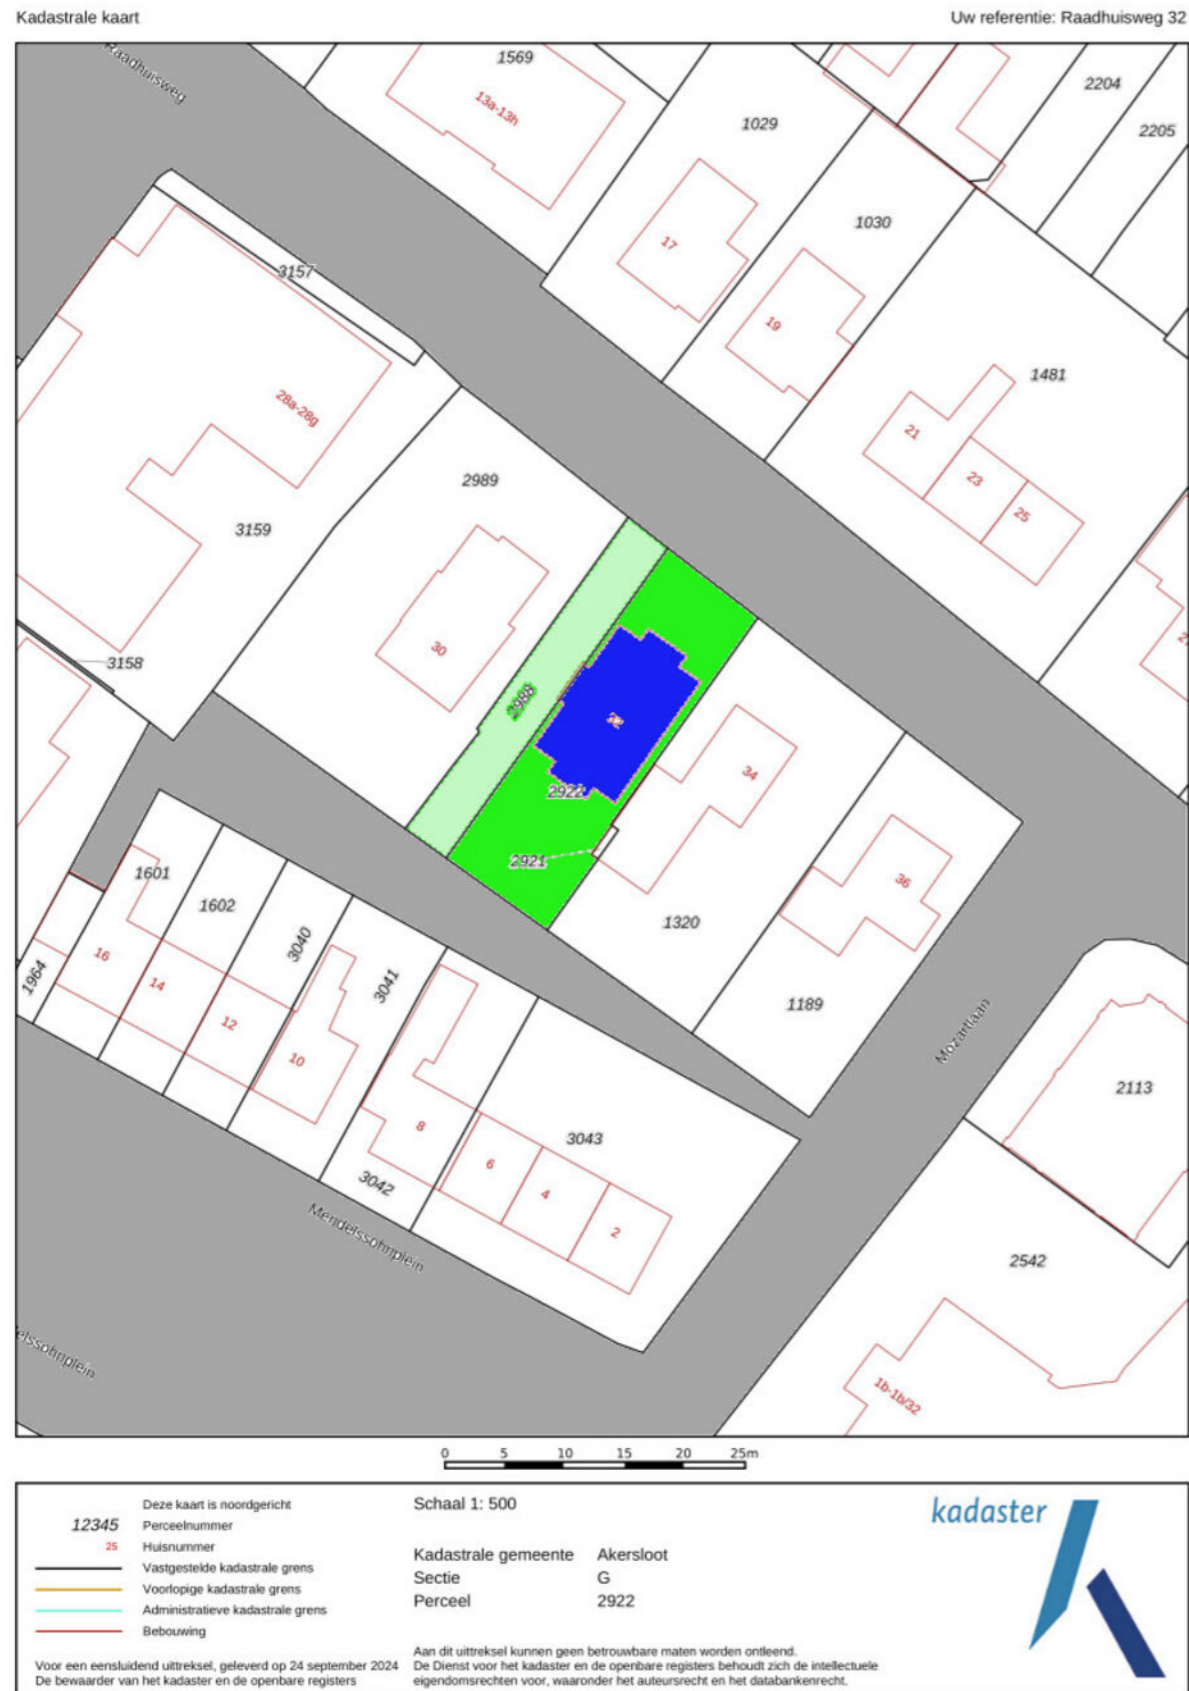 Kadastrale kaart
Uw referentie: Raadhuisweg 32
Raadhuisweg
1569
13a-13h
2204
1029
2205
1030
17
3157
19
1481
28a-28g
21
2989
23
25
3159
30
3158
2988
32
34
2922
2921
1601
36
1602
1320
3040
16
1964
14
3041
1189
12
Mozartlaan
10
2113
8
3043
6
3042
4
Mendelssohnplein
2
2542
elssohnplein
1b-1b/32
0 5 10 15 20 25m
Deze kaart is noordgericht
12345 Perceelnummer
25 Huisnummer
Vastgestelde kadastrale grens
Voorlopige kadastrale grens
Administratieve kadastrale grens
Bebouwing
Voor een eensluidend uittreksel, geleverd op 24 september 2024
De bewaarder van het kadaster en de openbare registers
Schaal 1: 500
Kadastrale gemeente Akersloot
Sectie G
Perceel 2922
Aan dit uittreksel kunnen geen betrouwbare maten worden ontleend.
De Dienst voor het kadaster en de openbare registers behoudt zich de intellectuele
eigendomsrechten voor, waaronder het auteursrecht en het databankenrecht.
kadaster